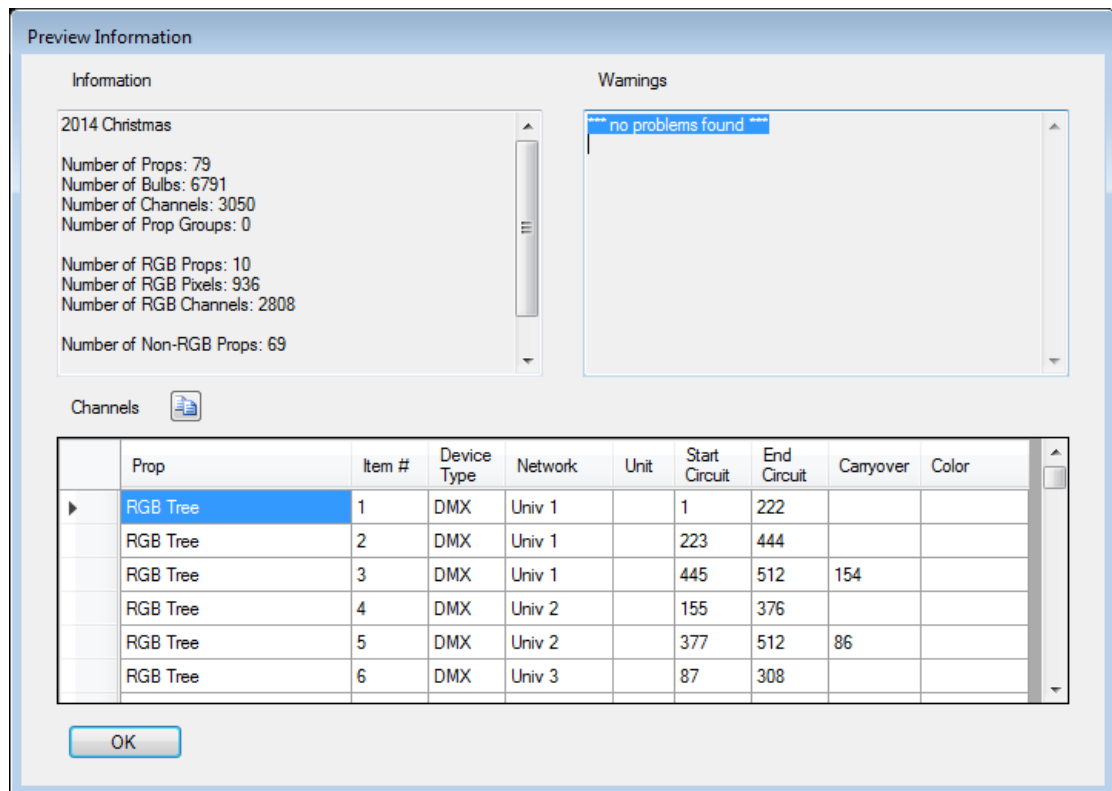 Preview Information
Information
2014 Christmas
Number of Props: 79
Number of Bulbs: 6791
Number of Channels: 3050
Number of Prop Groups: 0
Number of RGB Props: 10
Number of RGB Pixels: 936
Number of RGB Channels: 2808
Number of Non-RGB Props: 69
Warnings
*** no problems found ***
Channels
Prop Item # Device Type Network Unit Start Circuit End Circuit Carryover Color
RGB Tree 1 DMX Univ 1 1 222
RGB Tree 2 DMX Univ 1 223 444
RGB Tree 3 DMX Univ 1 445 512 154
RGB Tree 4 DMX Univ 2 155 376
RGB Tree 5 DMX Univ 2 377 512 86
RGB Tree 6 DMX Univ 3 87 308
OK